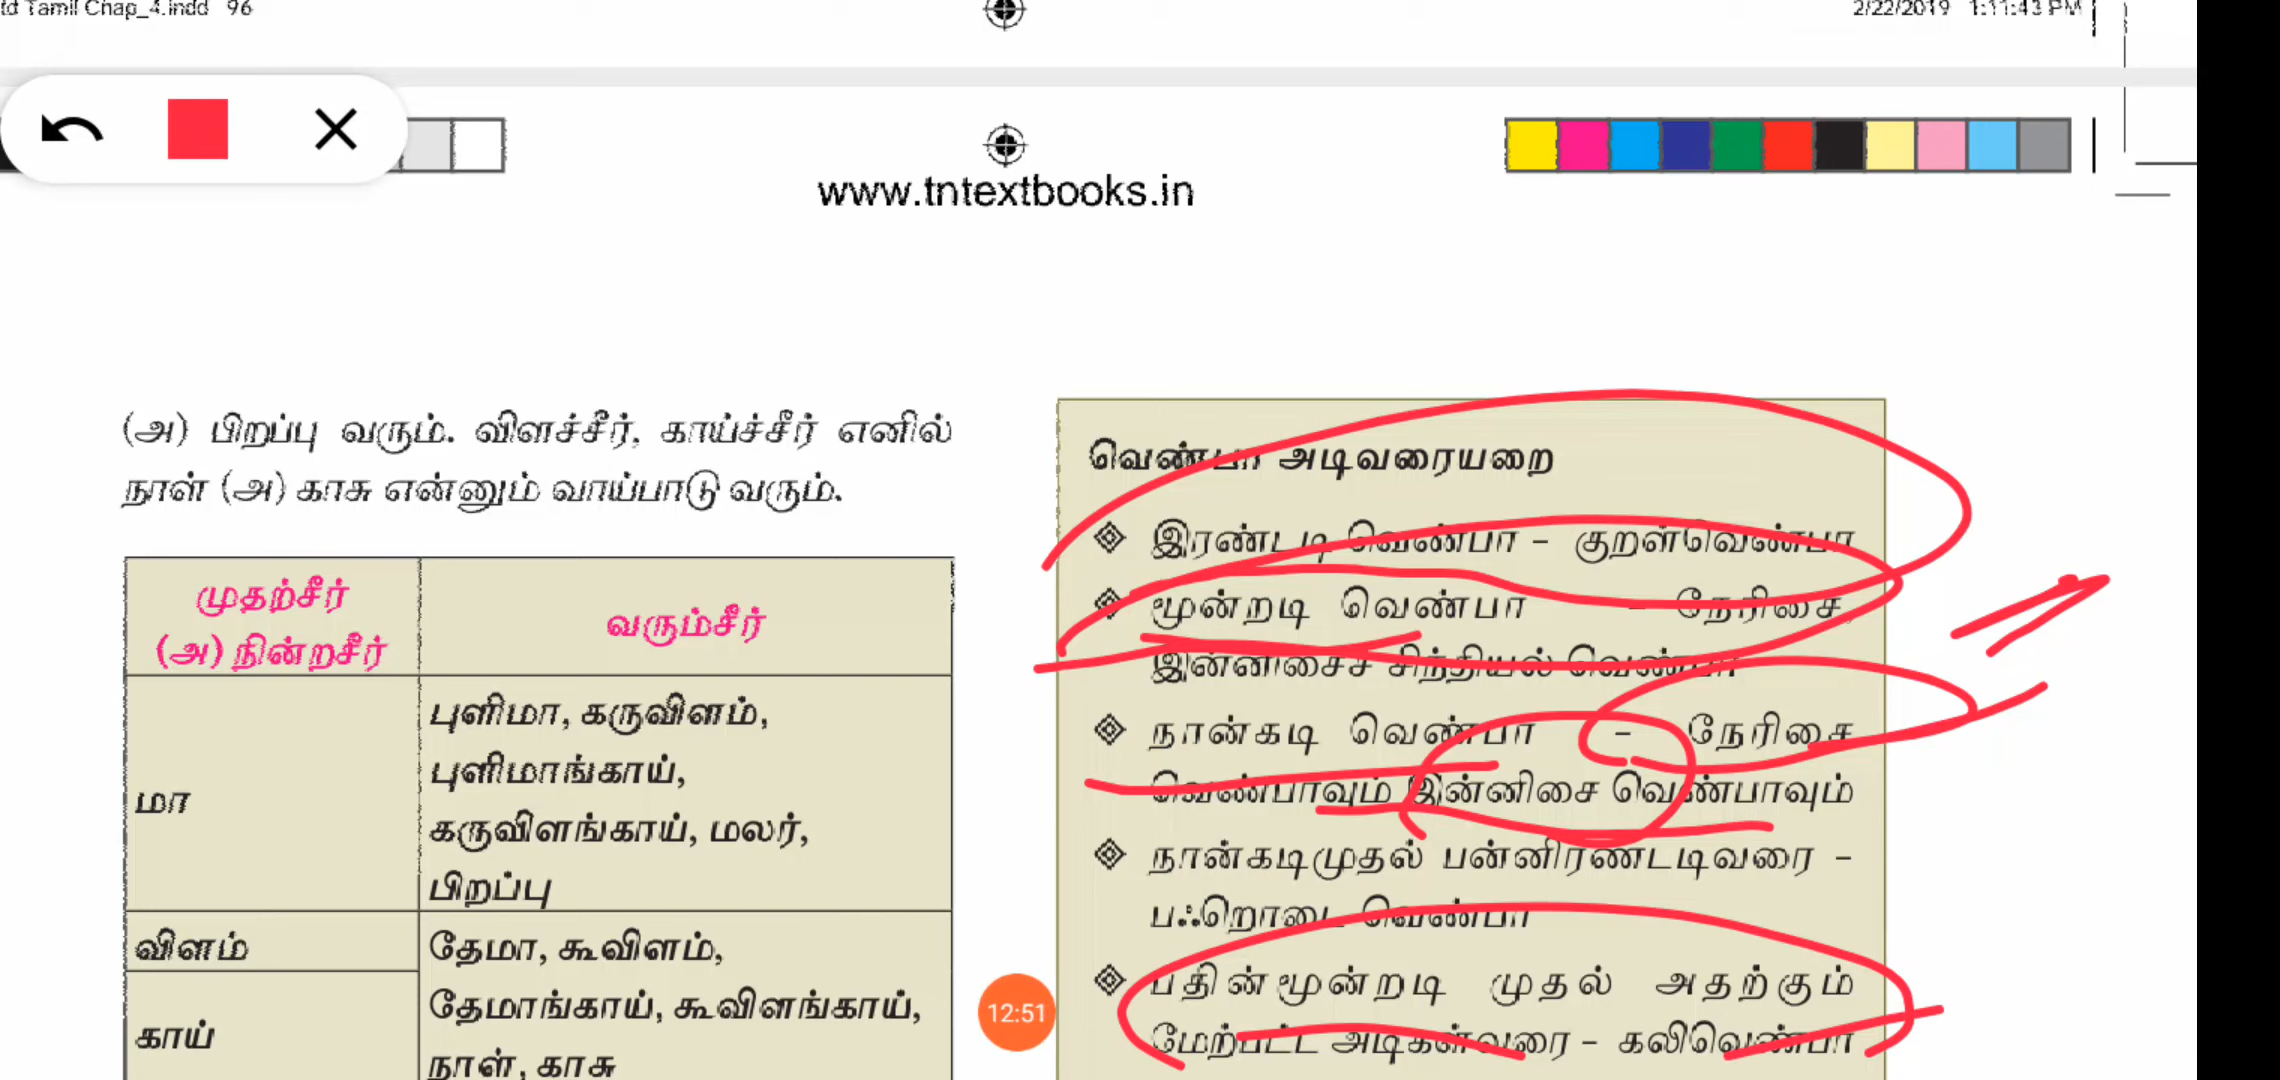 td Tamil Chap_4.indd 96
2/22/2019 1:11:43 PM
www.tntextbooks.in
(அ) பிறப்பு வரும். விளச்சீர், காய்ச்சீர் எனில்
நாள் (அ) காசு என்னும் வாய்பாடு வரும்.
முதற்சீர்
(அ) நின்றசீர்
வரும்சீர்
மா
புளிமா, கருவிளம்,
புளிமாங்காய்,
கருவிளங்காய், மலர்,
பிறப்பு
விளம்
காய்
தேமா, கூவிளம்,
தேமாங்காய், கூவிளங்காய்,
நாள், காசு
வெண்பா அடிவரையறை
இரண்டடி வெண்பா – குறள்வெண்பா
மூன்றடி வெண்பா – நேரிசை,
இன்னிசைச் சிந்தியல் வெண்பா
நான்கடி வெண்பா – நேரிசை
வெண்பாவும் இன்னிசை வெண்பாவும்
நான்கடிமுதல் பன்னிரண்டடிவரை –
பஃறொடை வெண்பா
பதின்மூன்றடி முதல் அதற்கும்
மேற்பட்ட அடிகள்வரை – கலிவெண்பா
12:51